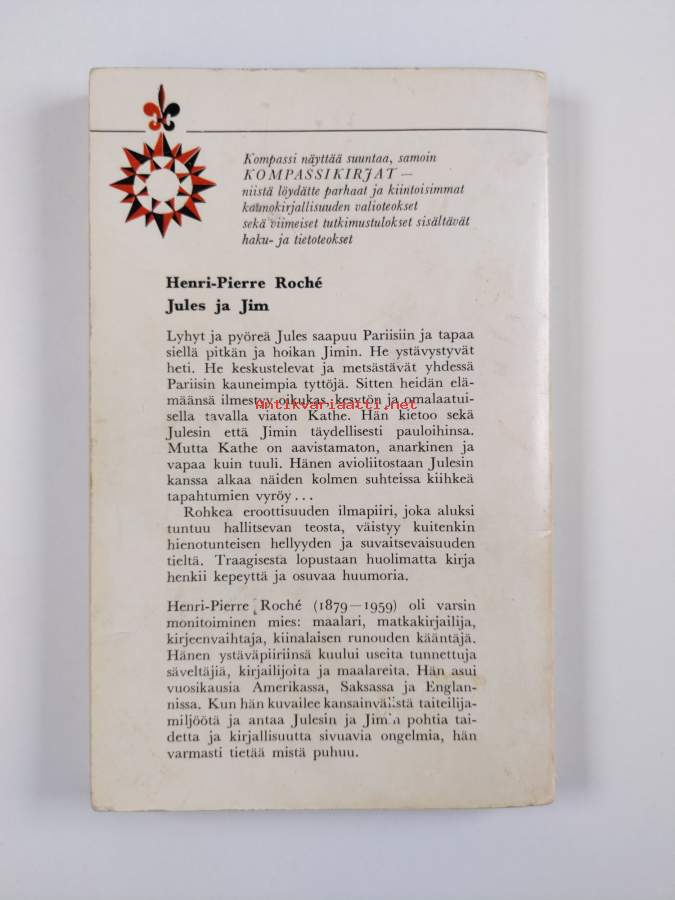 Kompassi näyttää suuntaa, samoin
KOMPASSIKIRJAT —
niistä löydätte parhaat ja kiintoisimmat
kaunokirjallisuuden valioteokset
sekä viimeiset tutkimustulokset sisältävät
haku- ja tietoteokset
Henri-Pierre Roché
Jules ja Jim
Lyhyt ja pyöreä Jules saapuu Pariisiin ja tapaa
siellä pitkän ja hoikan Jimin. He ystävystyvät
heti. He keskustelevat ja metsästävät yhdessä
Pariisin kauneimpia tyttöjä. Sitten heidän elä-
määnsä ilmestyy oikukas, kesytön ja omalaatui-
Antikvariaatti.net
sella tavalla viaton Kathe. Hän kietoo sekä
Julesin että Jimin täydellisesti pauloihinsa.
Mutta Kathe on aavistamaton, anarkinen ja
vapaa kuin tuuli. Hänen avioliitostaan Julesin
kanssa alkaa näiden kolmen suhteissa kiihkeä
tapahtumien vyröy...
Rohkea eroottisuuden ilmapiiri, joka aluksi
tuntuu hallitsevan teosta, väistyy kuitenkin
hienotunteisen hellyyden ja suvaitsevaisuuden
tieltä. Traagisesta lopustaan huolimatta kirja
henkii kepeyttä ja osuvaa huumoria.
Henri-Pierre Roché (1879—1959) oli varsin
monitoiminen mies: maalari, matkakirjailija,
kirjeenvaihtaja, kiinalaisen runouden kääntäjä.
Hänen ystäväpiiriinsä kuului useita tunnettuja
säveltäjiä, kirjailijoita ja maalareita. Hän asui
vuosikausia Amerikassa, Saksassa ja Englan-
nissa. Kun hän kuvailee kansainvälistä taiteilija-
miljöötä ja antaa Julesin ja Jimin pohtia tai-
detta ja kirjallisuutta sivuavia ongelmia, hän
varmasti tietää mistä puhuu.